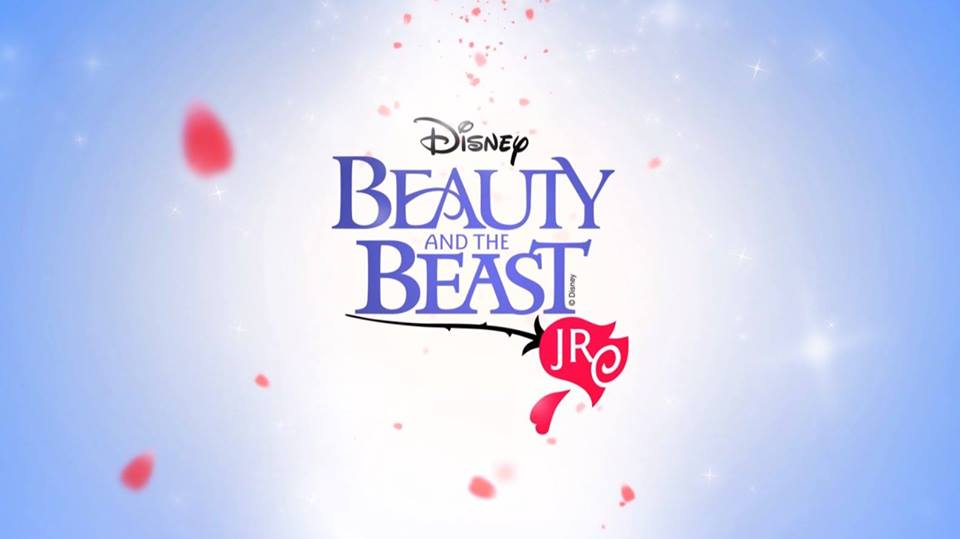 Disney
BEAUTY
AND THE
BEAST
© Disney
JR